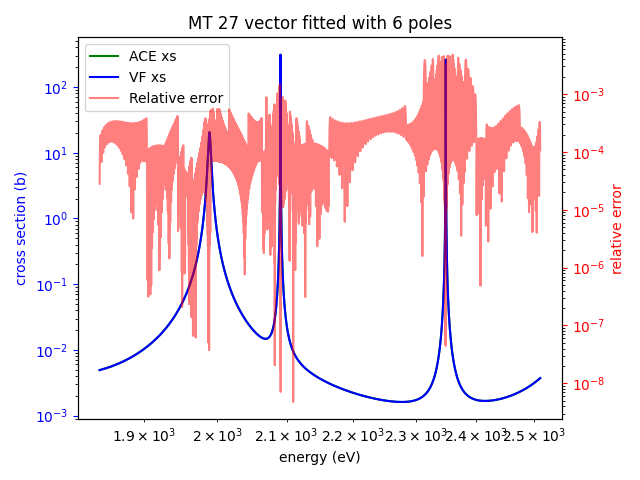 MT 27 vector fitted with 6 poles
ACE xs
VF xs
Relative error
cross section (b)
10²
10¹
10⁰
10⁻¹
10⁻²
10⁻³
relative error
10⁻³
10⁻⁴
10⁻⁵
10⁻⁶
10⁻⁷
10⁻⁸
1.9 × 10³ 2 × 10³ 2.1 × 10³ 2.2 × 10³ 2.3 × 10³ 2.4 × 10³ 2.5 × 10³
energy (eV)